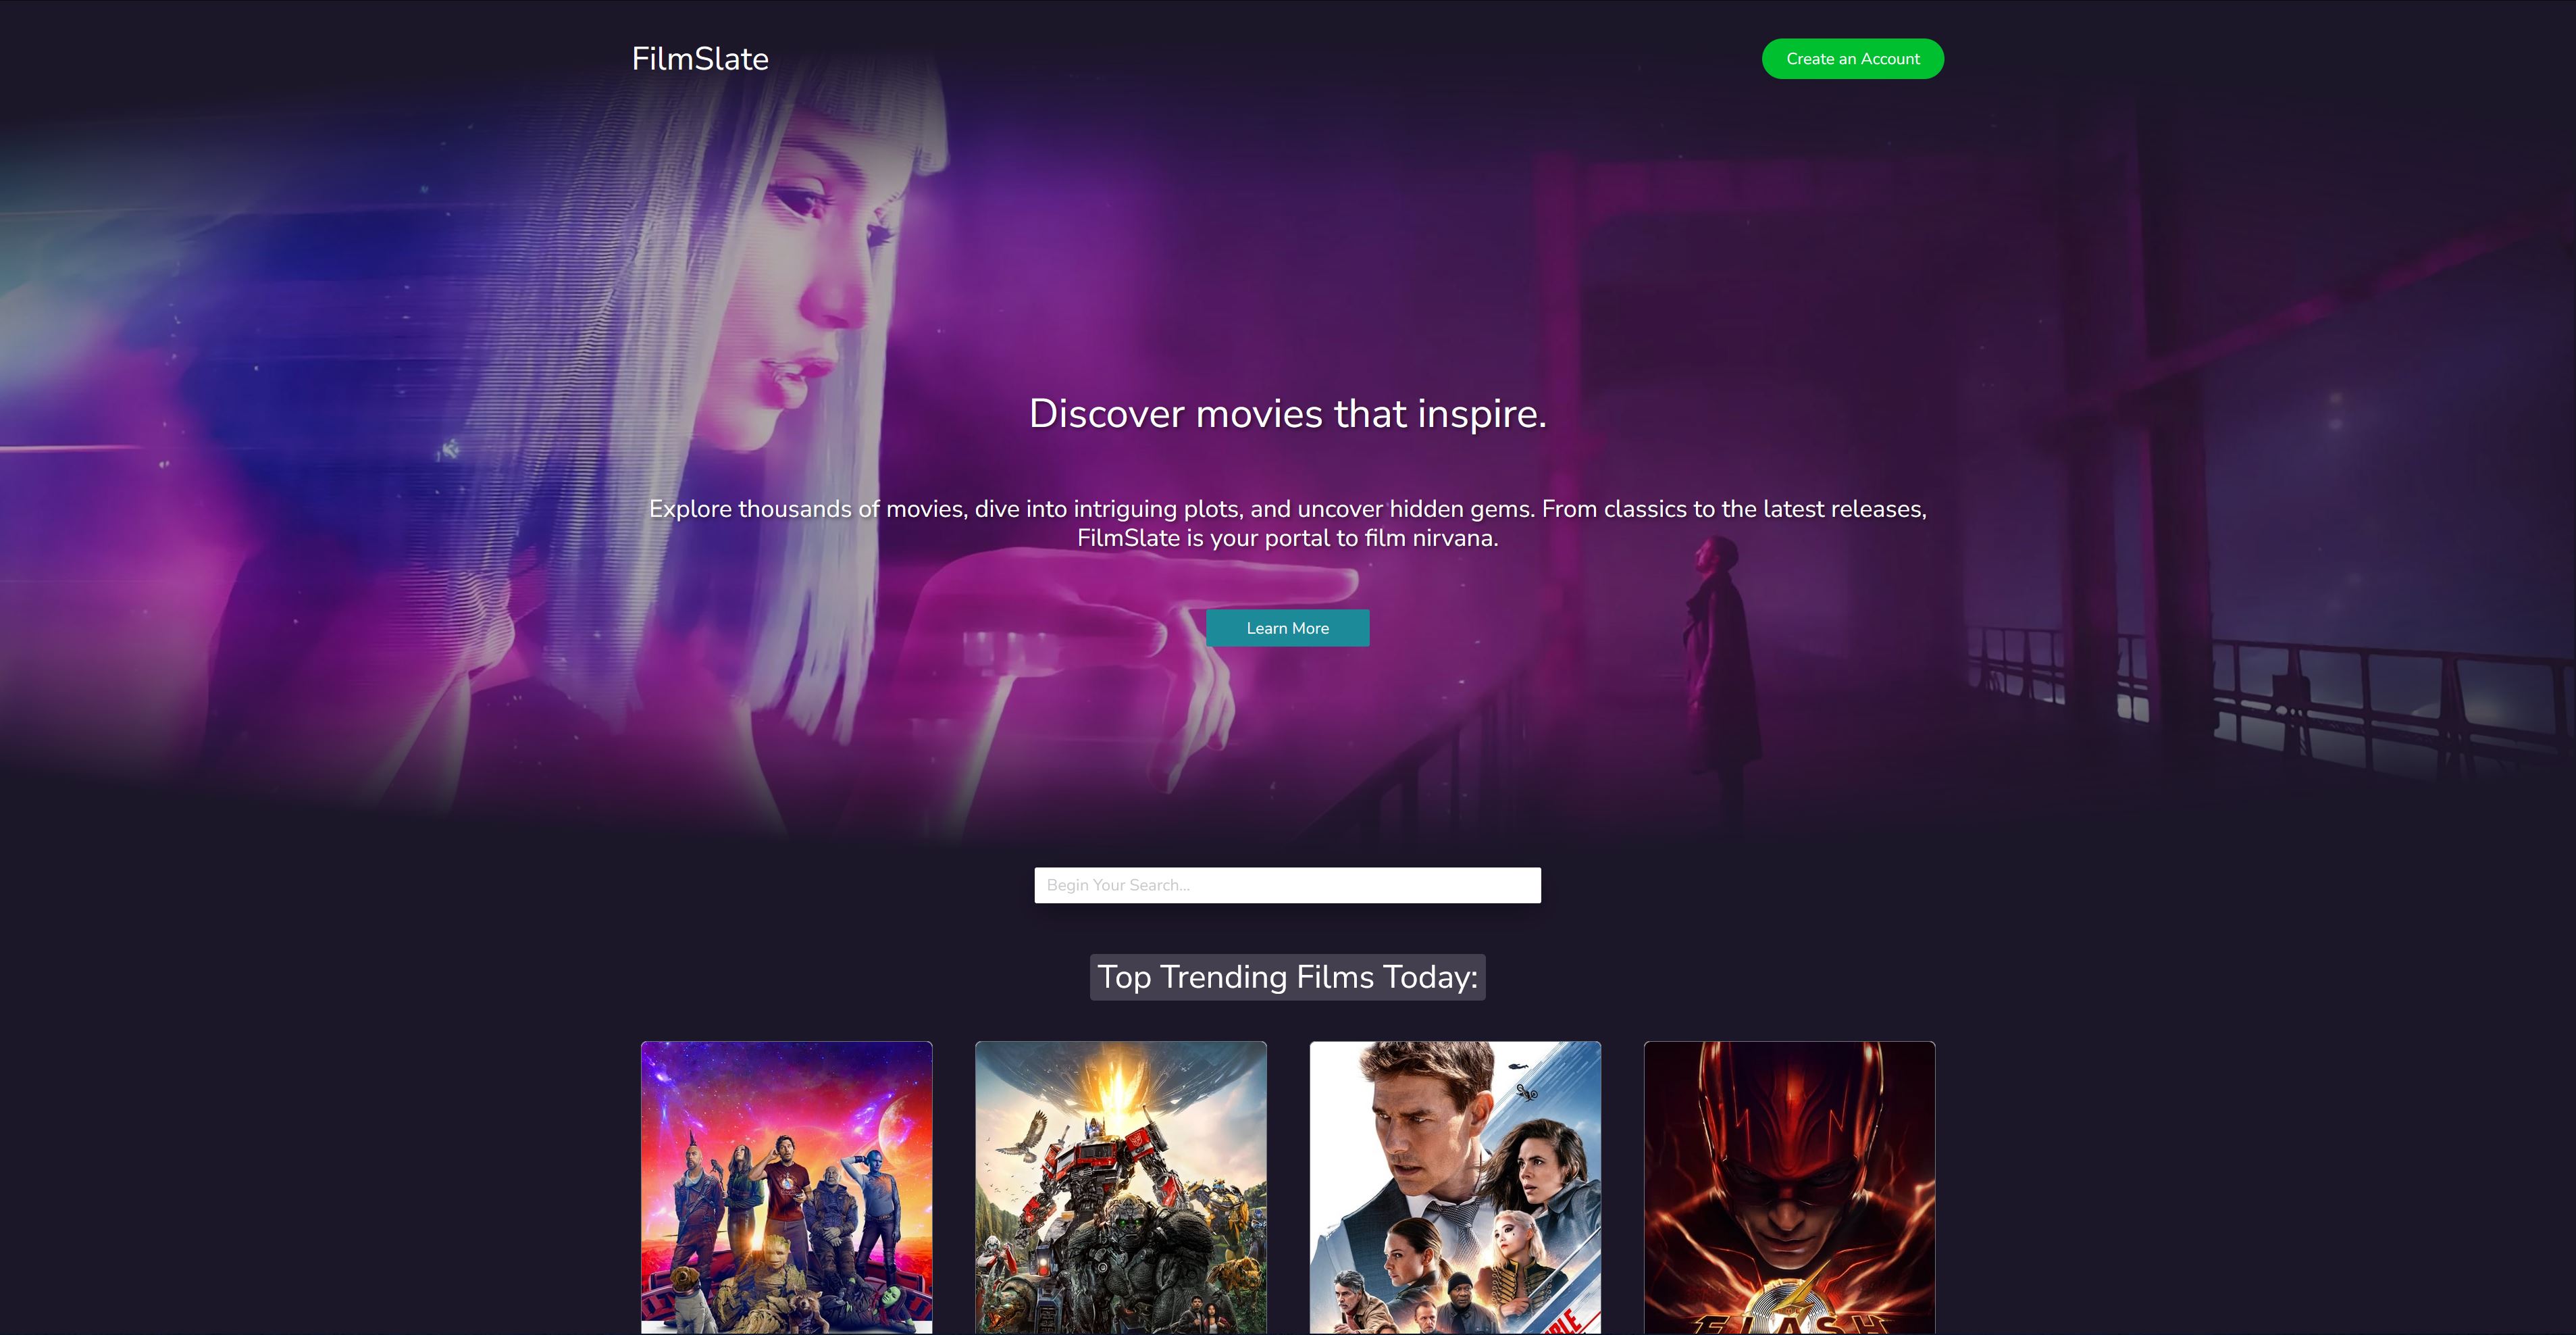 FilmSlate
Create an Account
Discover movies that inspire.
Explore thousands of movies, dive into intriguing plots, and uncover hidden gems. From classics to the latest releases,
FilmSlate is your portal to film nirvana.
Learn More
Begin Your Search...
Top Trending Films Today:
FLASH